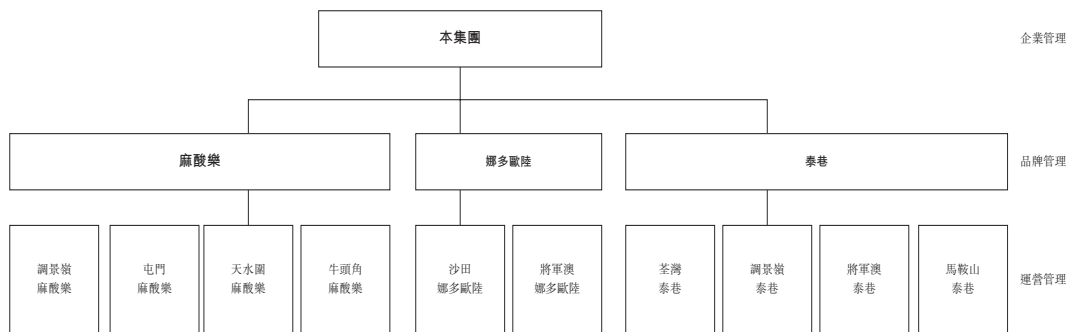 本集團
企業管理
麻酸樂
娜多歐陸
泰巷
品牌管理
調景嶺
麻酸樂
屯門
麻酸樂
天水圍
麻酸樂
牛頭角
麻酸樂
沙田
娜多歐陸
將軍澳
娜多歐陸
荃灣
泰巷
調景嶺
泰巷
將軍澳
泰巷
馬鞍山
泰巷
運營管理